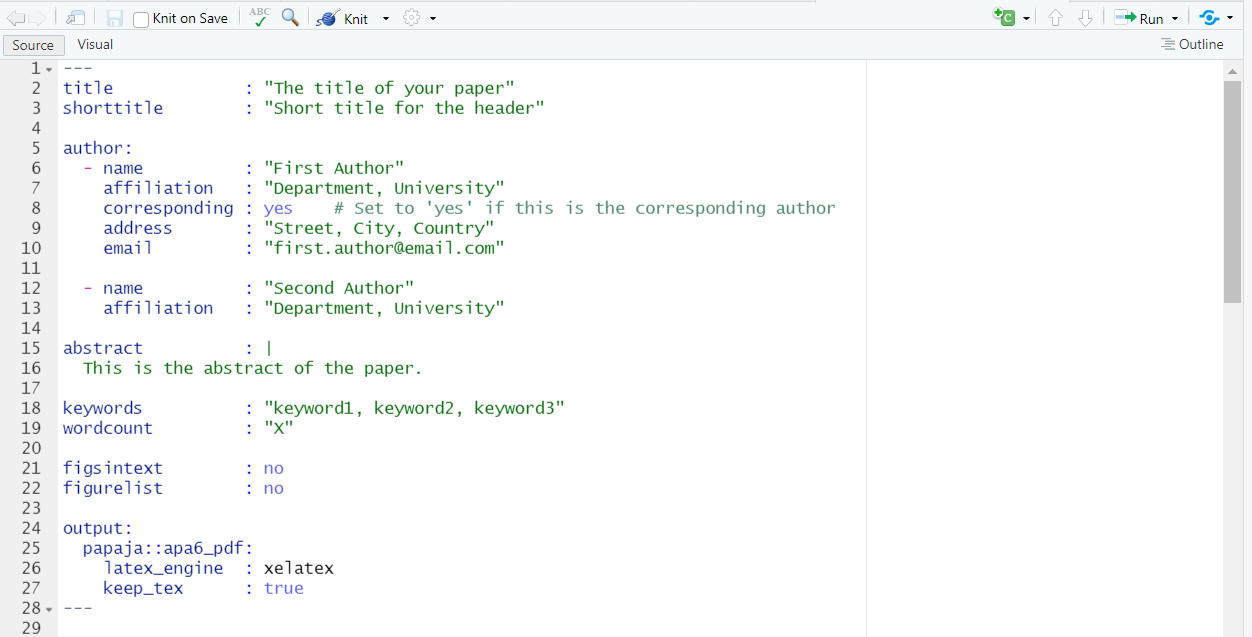 Knit on Save ABC Knit C Run
Source Visual Outline
1 ---
2 title : "The title of your paper"
3 shorttitle : "Short title for the header"
4
5 author:
6 - name : "First Author"
7 affiliation : "Department, University"
8 corresponding : yes # Set to 'yes' if this is the corresponding author
9 address : "Street, City, Country"
10 email : "first.author@email.com"
11
12 - name : "Second Author"
13 affiliation : "Department, University"
14
15 abstract : |
16 This is the abstract of the paper.
17
18 keywords : "keyword1, keyword2, keyword3"
19 wordcount : "X"
20
21 figsintext : no
22 figurelist : no
23
24 output:
25 papaja::apa6_pdf:
26 latex_engine : xelatex
27 keep_tex : true
28 ---
29